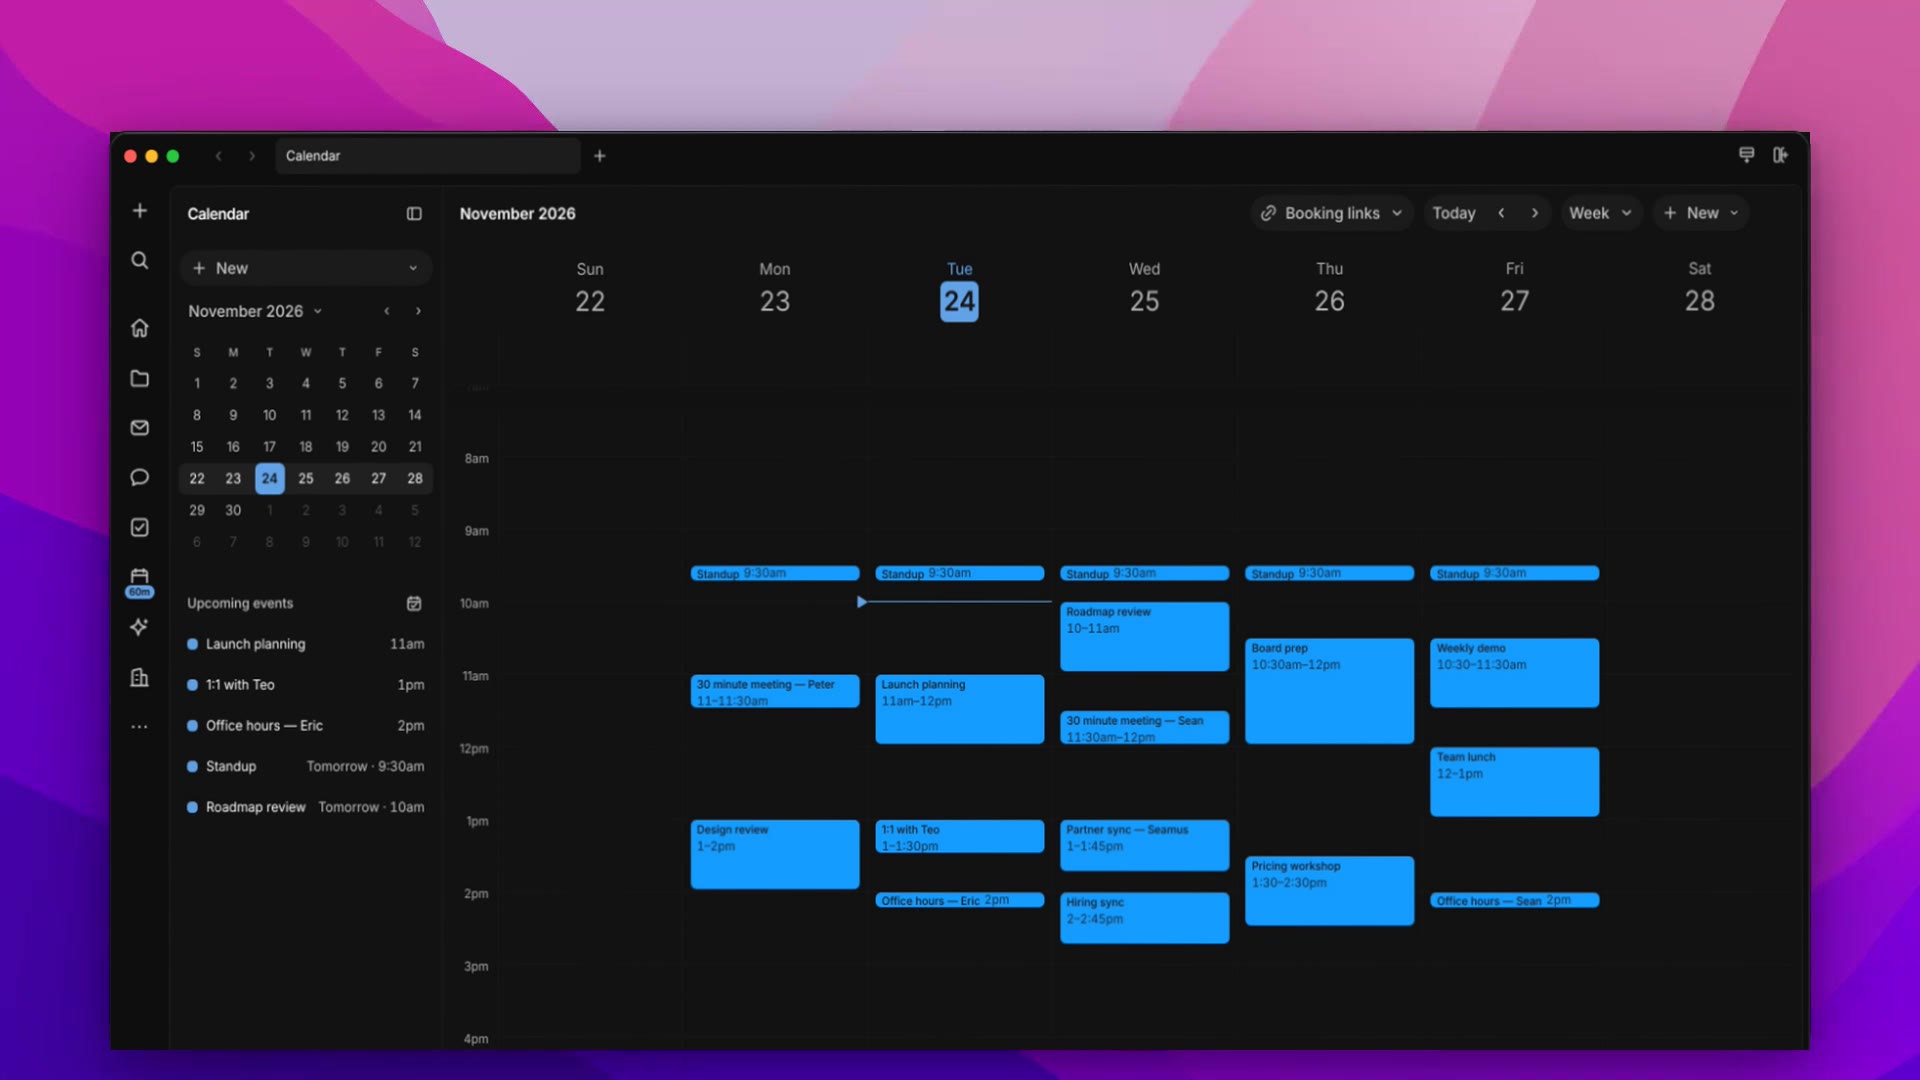 Calendar
Calendar
New
November 2026
S M T W T F S
1 2 3 4 5 6 7
8 9 10 11 12 13 14
15 16 17 18 19 20 21
22 23 24 25 26 27 28
29 30 1 2 3 4 5
6 7 8 9 10 11 12
60m
Upcoming events
Launch planning 11am
1:1 with Teo 1pm
Office hours — Eric 2pm
Standup Tomorrow · 9:30am
Roadmap review Tomorrow · 10am
November 2026
Booking links
Today
Week
New
Sun Mon Tue Wed Thu Fri Sat
22 23 24 25 26 27 28
8am
9am
Standup 9:30am
Standup 9:30am
Standup 9:30am
Standup 9:30am
Standup 9:30am
10am
Roadmap review
10–11am
Board prep
10:30am–12pm
Weekly demo
10:30–11:30am
11am
30 minute meeting — Peter
11–11:30am
Launch planning
11am–12pm
30 minute meeting — Sean
11:30am–12pm
12pm
Team lunch
12–1pm
1pm
Design review
1–2pm
1:1 with Teo
1–1:30pm
Partner sync — Seamus
1–1:45pm
Pricing workshop
1:30–2:30pm
2pm
Office hours — Eric 2pm
Hiring sync
2–2:45pm
Office hours — Sean 2pm
3pm
4pm